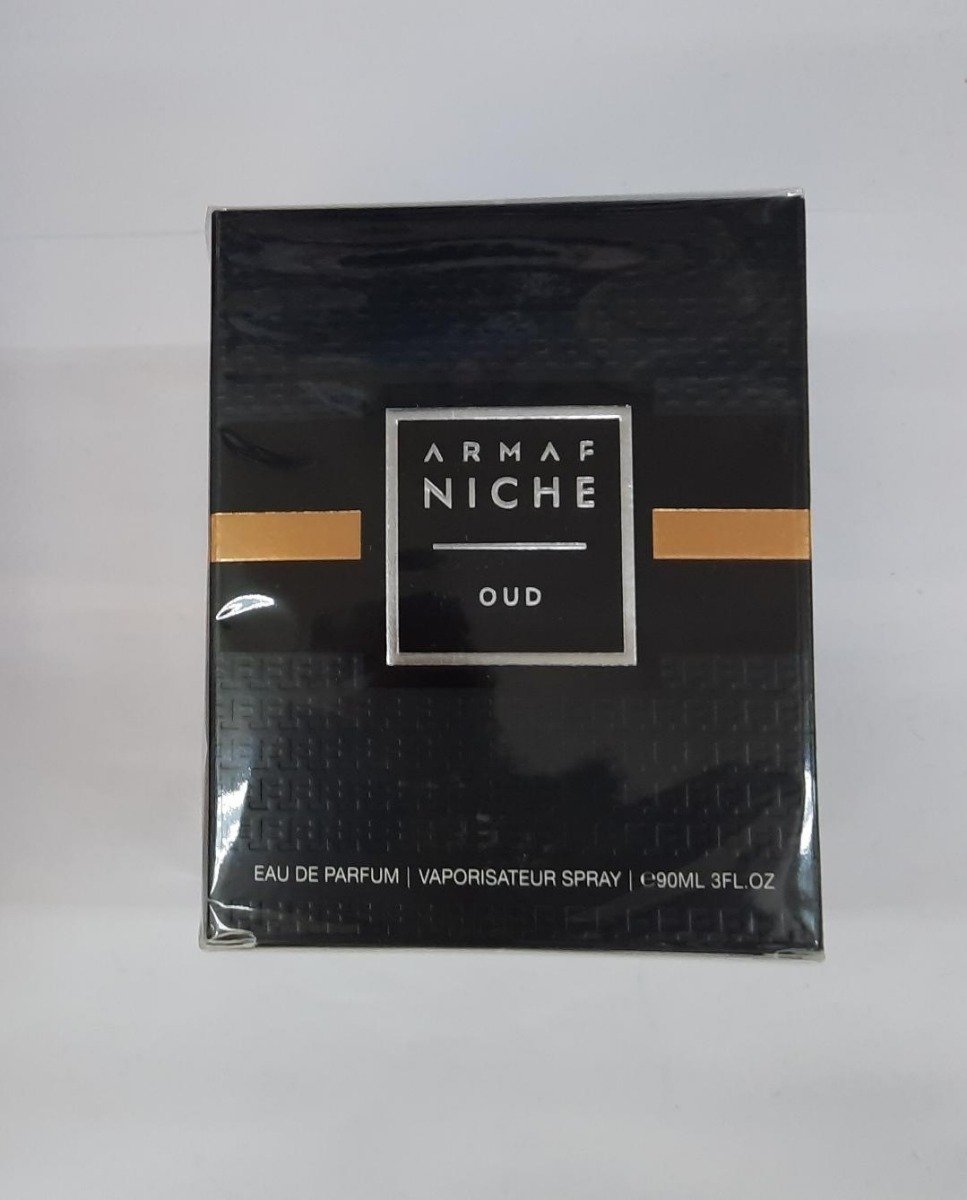 ARMAF
NICHE
OUD
EAU DE PARFUM | VAPORISATEUR SPRAY | ℮90ML 3FL.OZ